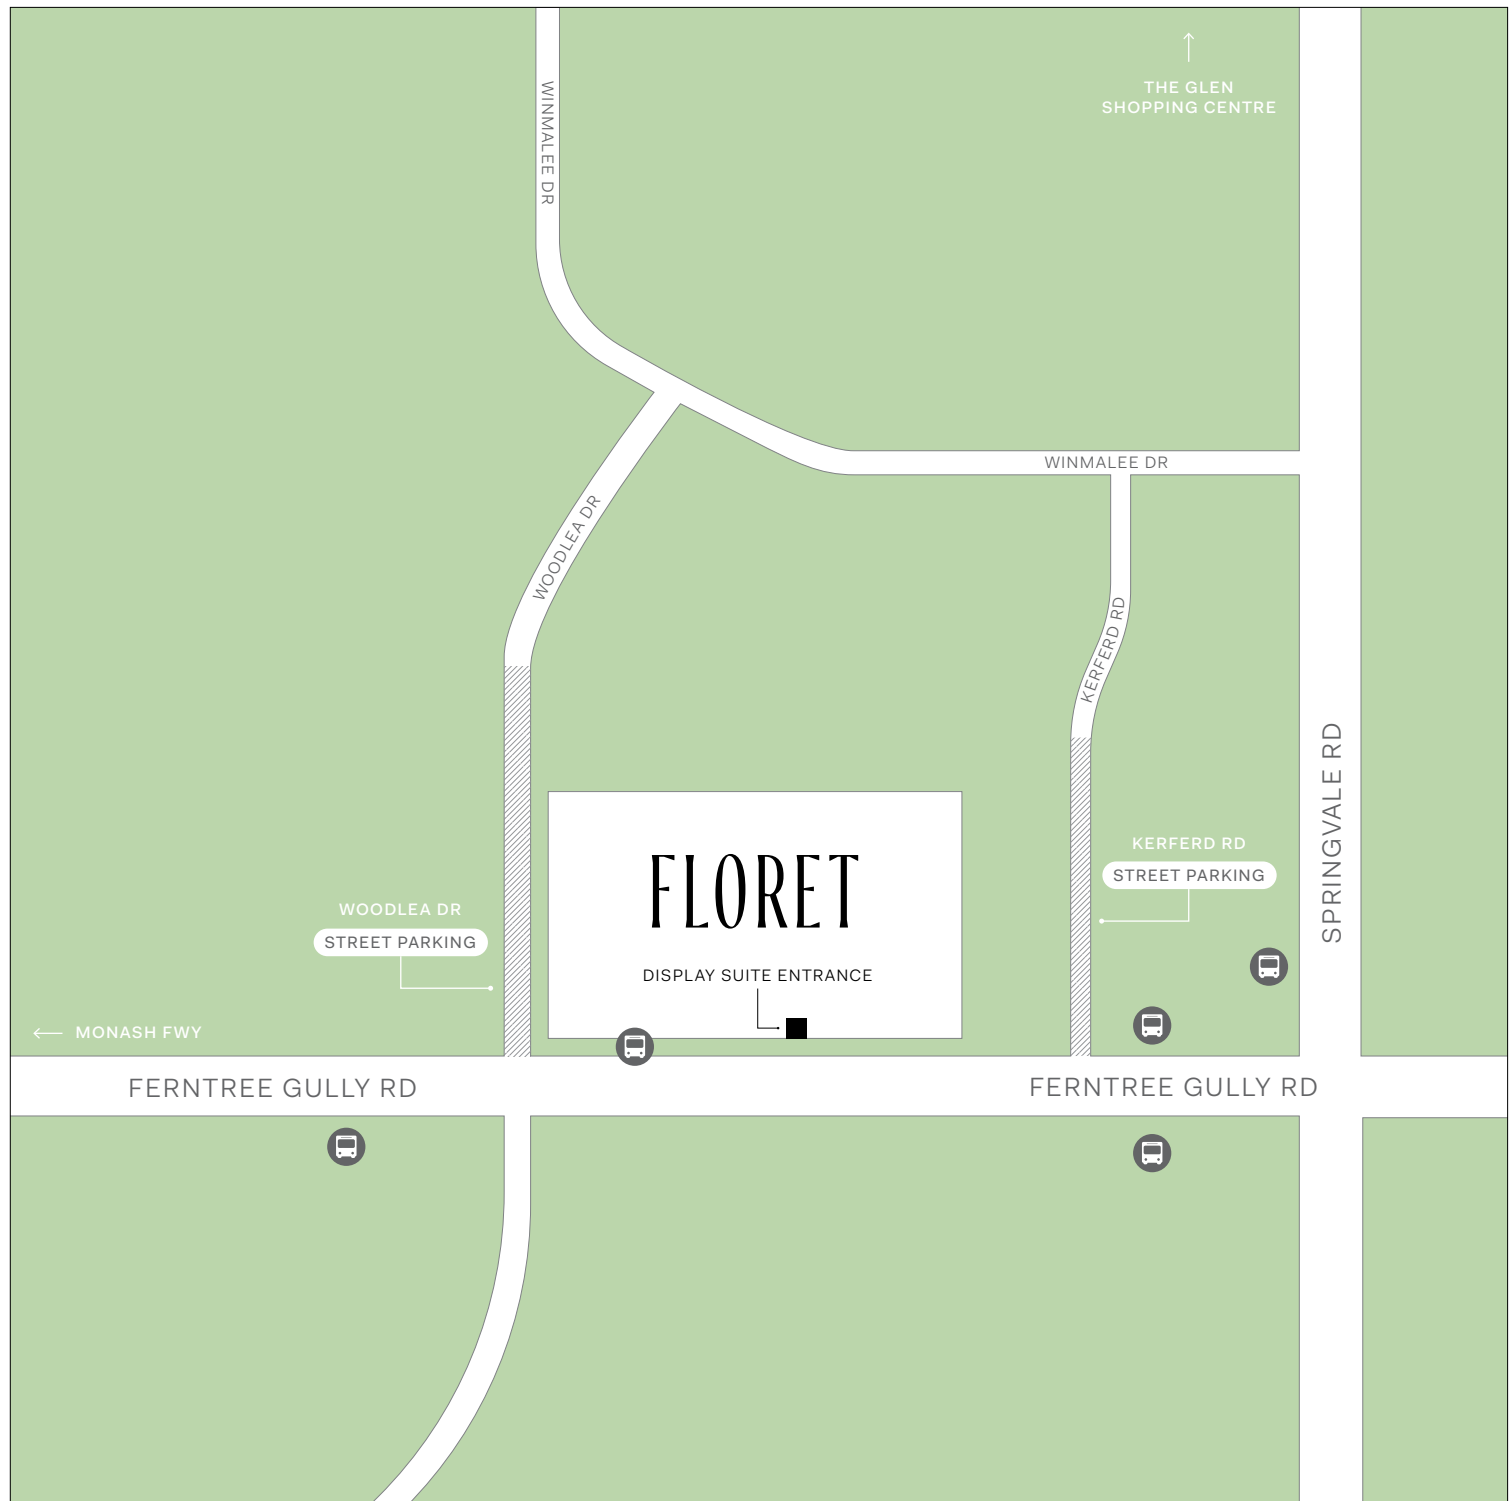 THE GLEN
SHOPPING CENTRE
WINMALEE DR
WINMALEE DR
WOODLEA DR
KERFERD RD
SPRINGVALE RD
KERFERD RD
STREET PARKING
FLORET
WOODLEA DR
STREET PARKING
DISPLAY SUITE ENTRANCE
MONASH FWY
FERNTREE GULLY RD
FERNTREE GULLY RD